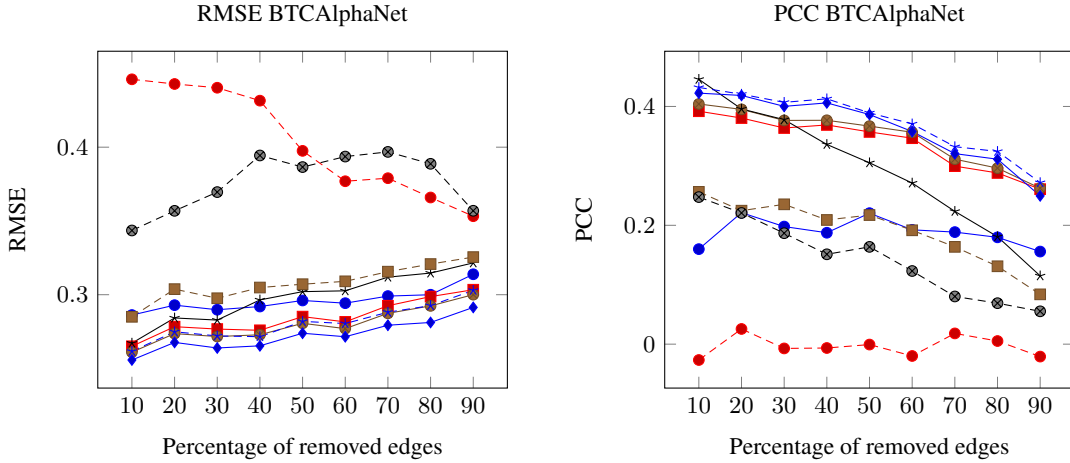 RMSE BTCAlphaNet
0.4
0.3
RMSE
10 20 30 40 50 60 70 80 90
Percentage of removed edges
PCC BTCAlphaNet
0.4
0.2
0
PCC
10 20 30 40 50 60 70 80 90
Percentage of removed edges